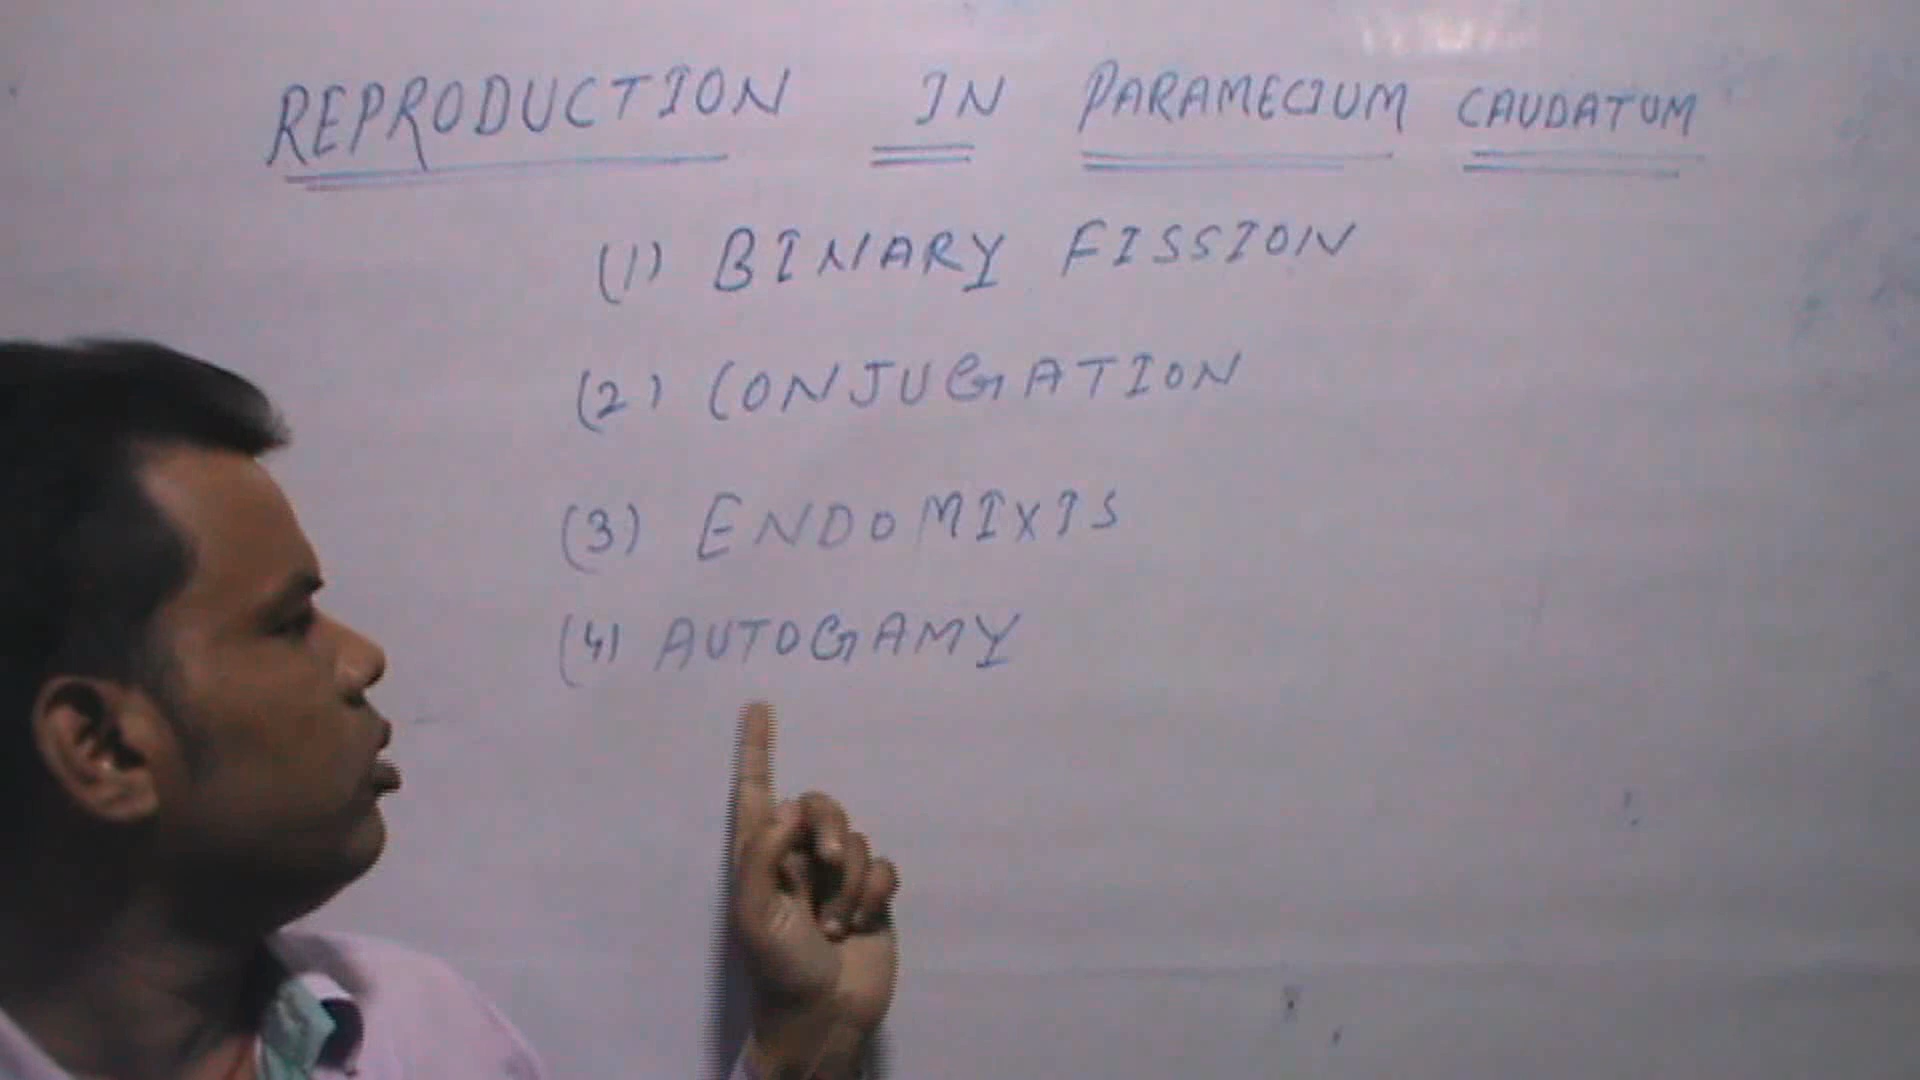 REPRODUCTION IN PARAMECIUM CAUDATUM
(1) BINARY FISSION
(2) CONJUGATION
(3) ENDOMIXIS
(4) AUTOGAMY